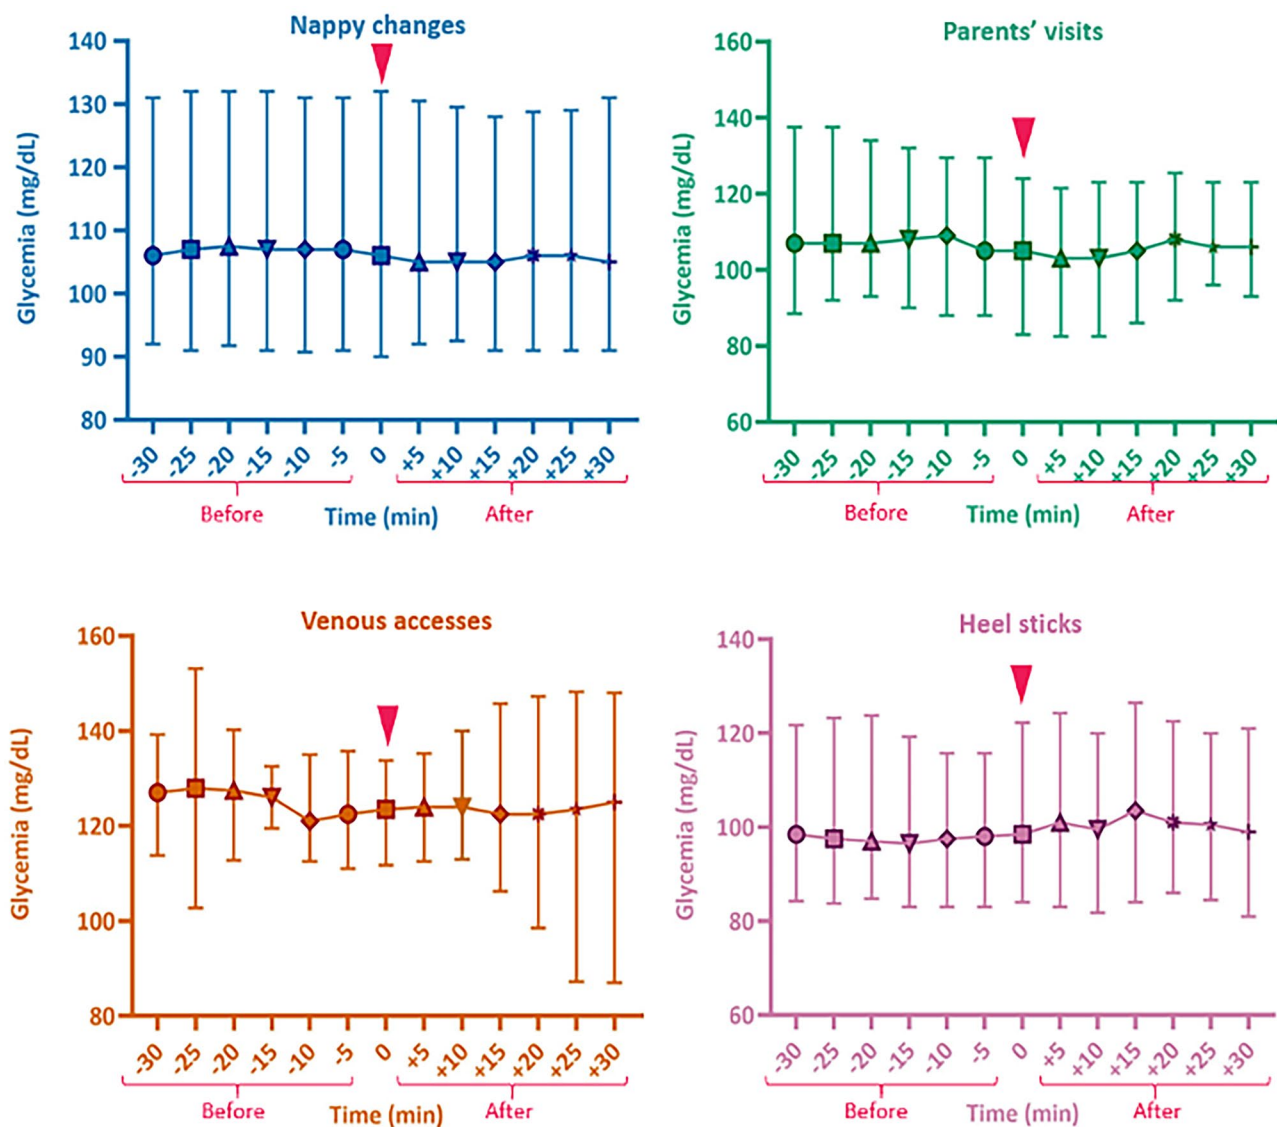 Nappy changes
Glycemia (mg/dL)
140
130
120
110
100
90
80
-30 -25 -20 -15 -10 -5 0 +5 +10 +15 +20 +25 +30
Before Time (min) After
Parents’ visits
Glycemia (mg/dL)
160
140
120
100
80
60
-30 -25 -20 -15 -10 -5 0 +5 +10 +15 +20 +25 +30
Before Time (min) After
Venous accesses
Glycemia (mg/dL)
160
140
120
100
80
-30 -25 -20 -15 -10 -5 0 +5 +10 +15 +20 +25 +30
Before Time (min) After
Heel sticks
Glycemia (mg/dL)
140
120
100
80
60
-30 -25 -20 -15 -10 -5 0 +5 +10 +15 +20 +25 +30
Before Time (min) After